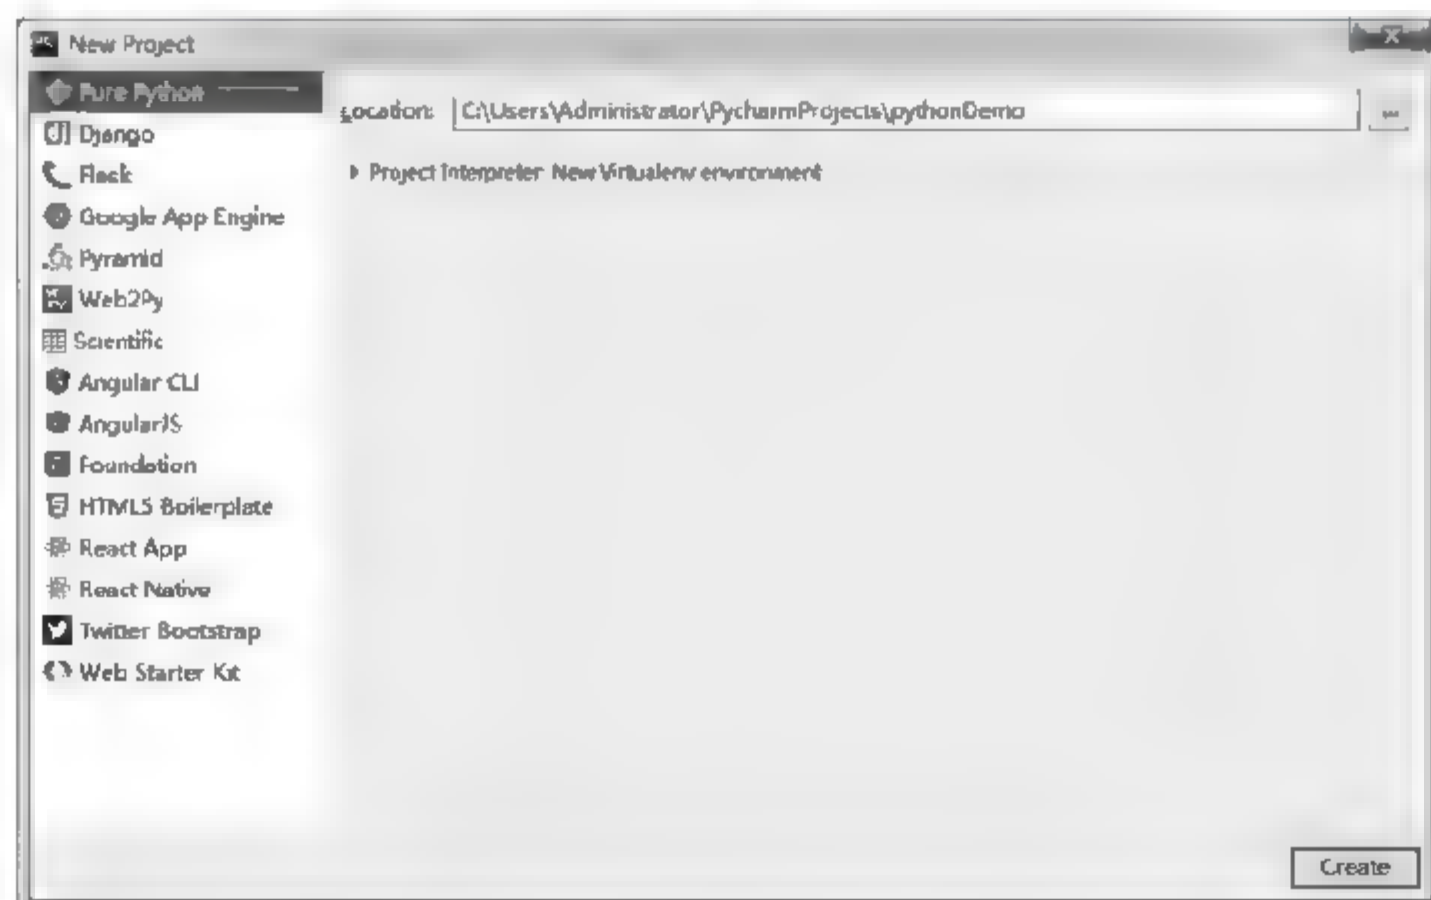 New Project
Pure Python
Django
Flask
Google App Engine
Pyramid
Web2Py
Scientific
Angular CLI
AngularJS
Foundation
HTML5 Boilerplate
React App
React Native
Twitter Bootstrap
Web Starter Kit
Location: C:\Users\Administrator\PycharmProjects\pythonDemo ...
Project Interpreter: New Virtualenv environment
Create